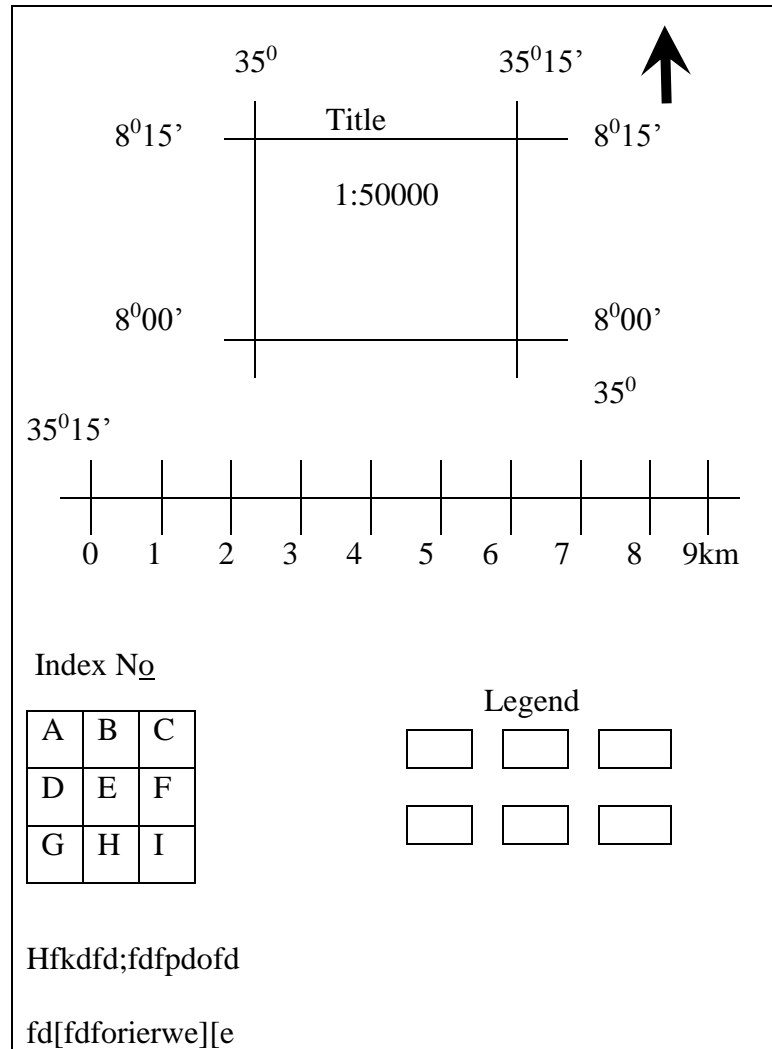 35⁰ 35⁰15’
Title
8⁰15’ 8⁰15’
1:50000
8⁰00’ 8⁰00’
35⁰
35⁰15’
0 1 2 3 4 5 6 7 8 9km
Index No
Legend
A B C
D E F
G H I
Hfkdfd;fdfpdofd
fd[fdforierwe][e